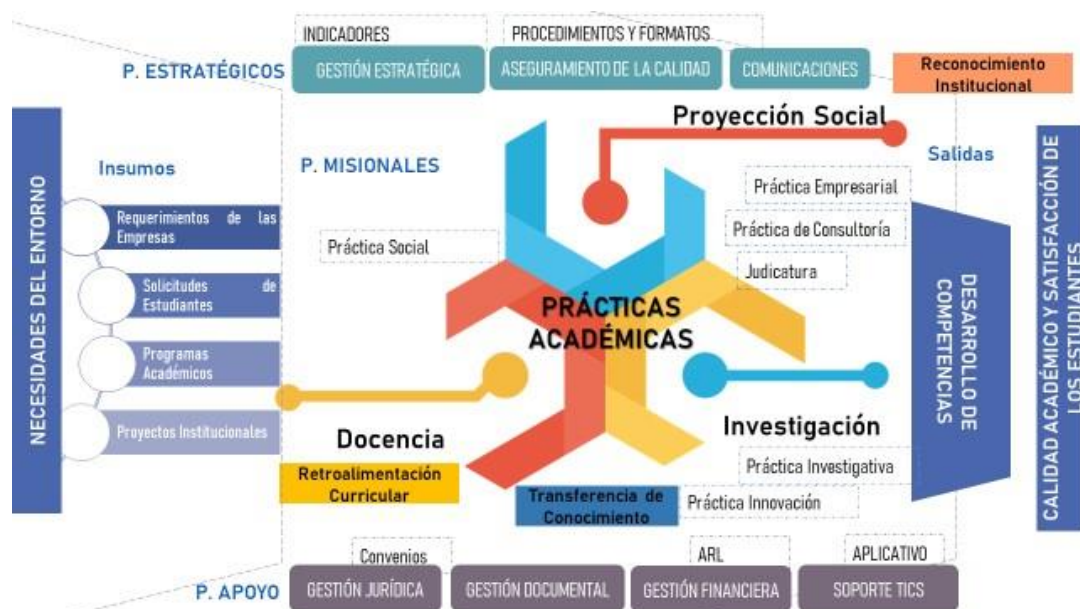 INDICADORES
PROCEDIMIENTOS Y FORMATOS
P. ESTRATÉGICOS
GESTIÓN ESTRATÉGICA
ASEGURAMIENTO DE LA CALIDAD
COMUNICACIONES
Reconocimiento
Institucional
NECESIDADES DEL ENTORNO
Insumos
Requerimientos de las
Empresas
Solicitudes de
Estudiantes
Programas
Académicos
Proyectos Institucionales
P. MISIONALES
Proyección Social
Práctica Social
Práctica Empresarial
Práctica de Consultoría
Judicatura
PRÁCTICAS
ACADÉMICAS
Docencia
Retroalimentación
Curricular
Investigación
Práctica Investigativa
Transferencia de
Conocimiento
Práctica Innovación
Salidas
DESARROLLO DE
COMPETENCIAS
CALIDAD ACADÉMICO Y SATISFACCIÓN DE
LOS ESTUDIANTES
Convenios
ARL
APLICATIVO
P. APOYO
GESTIÓN JURÍDICA
GESTIÓN DOCUMENTAL
GESTIÓN FINANCIERA
SOPORTE TICS